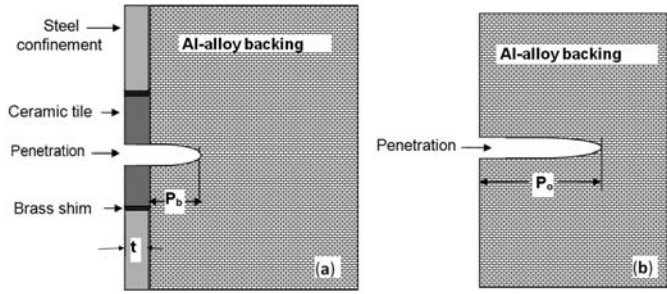 Steel
confinement
Al-alloy backing
Ceramic tile
Penetration
Brass shim
Pb
t
(a)
Al-alloy backing
Penetration
Po
(b)